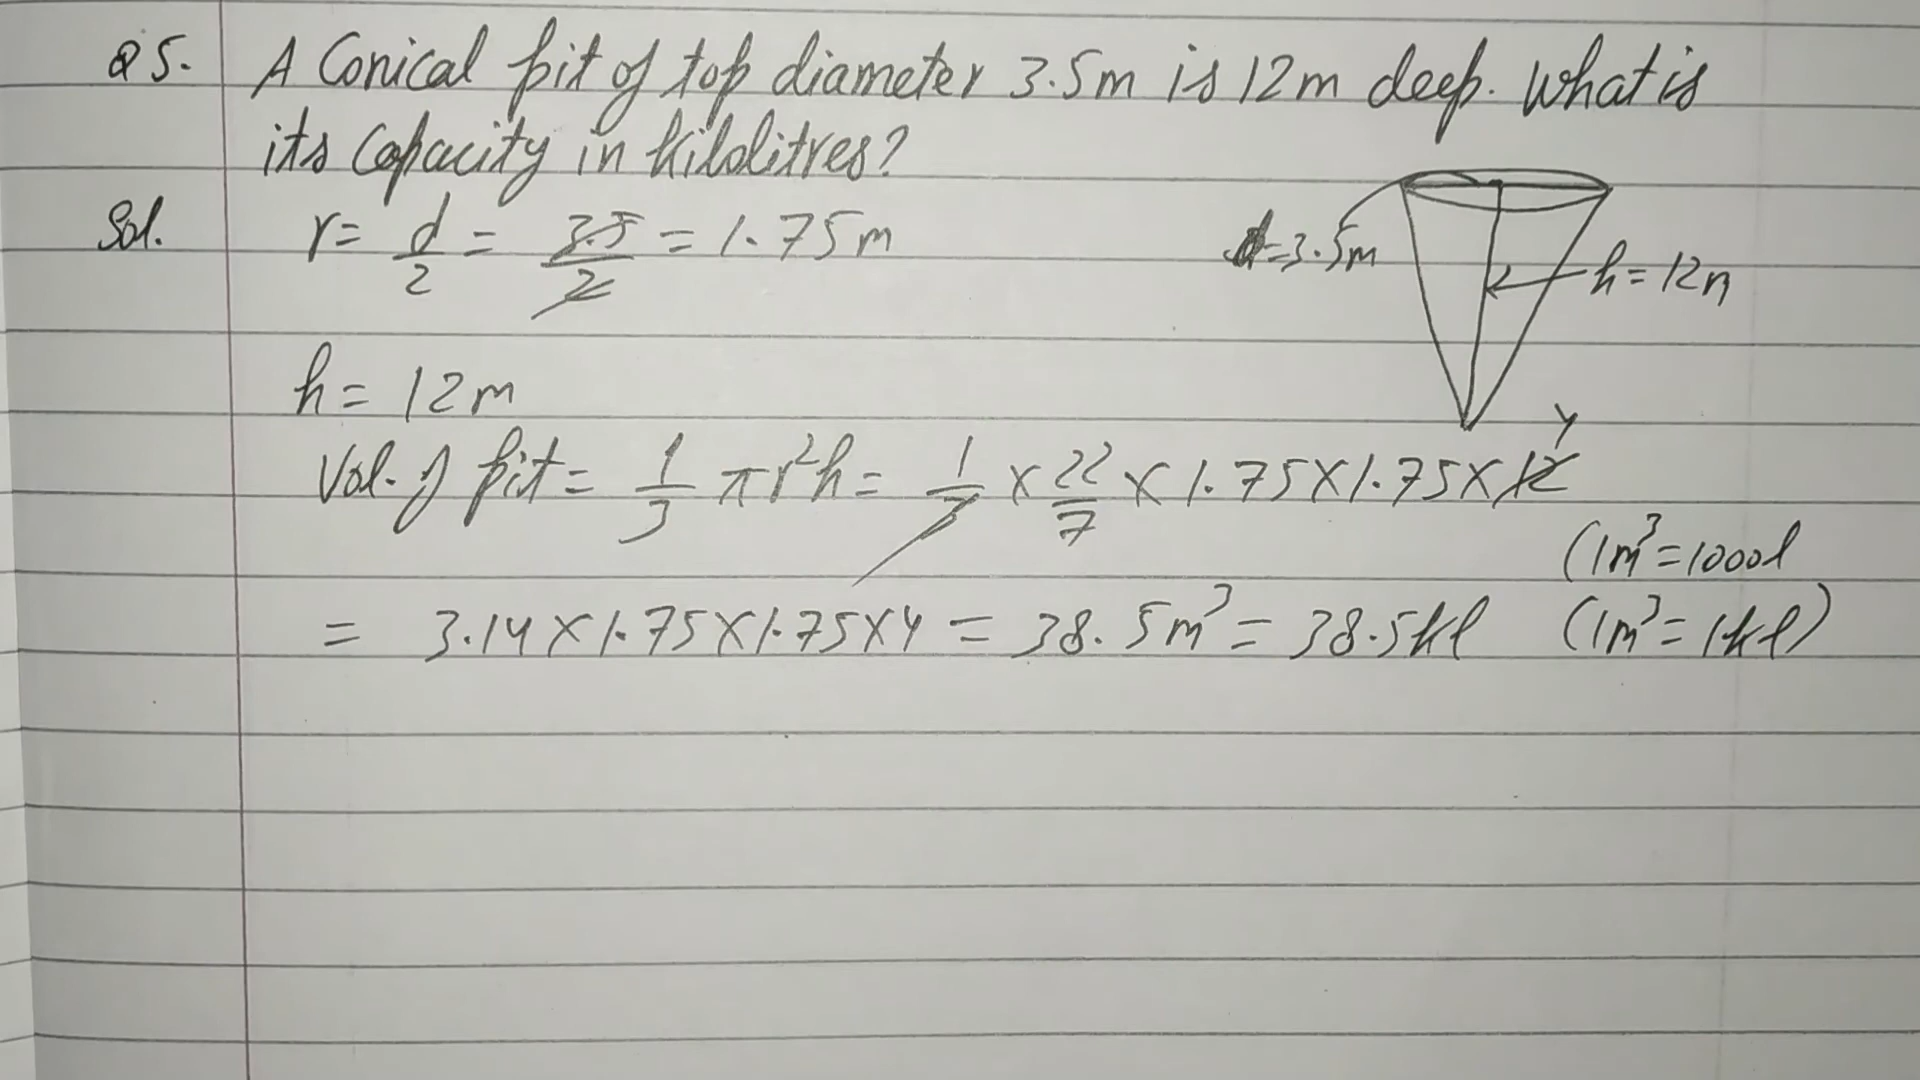 Q5. A Conical pit of top diameter 3.5m is 12m deep. What is
its Capacity in kilolitres?
Sol. r = d/2 = 3.5/2 = 1.75m
d=3.5m
h = 12m
h = 12m
Vol. of pit = 1/3 πr²h = 1/3 × 22/7 × 1.75 × 1.75 × 12 4
(1m³ = 1000l
= 3.14 × 1.75 × 1.75 × 4 = 38.5m³ = 38.5kl (1m³ = 1kl)